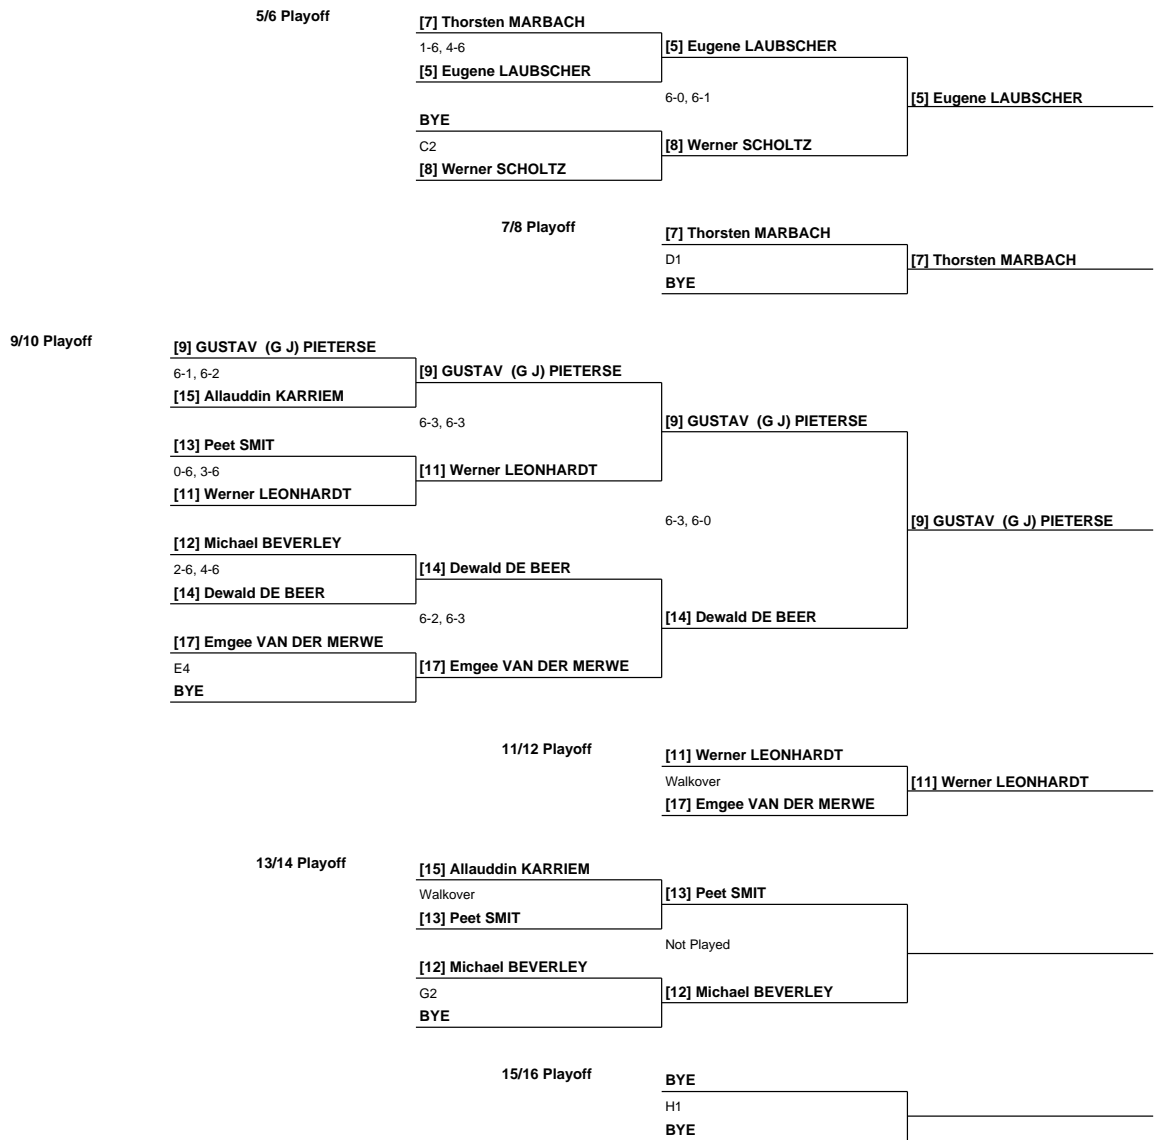 5/6 Playoff
[7] Thorsten MARBACH
1-6, 4-6
[5] Eugene LAUBSCHER
[5] Eugene LAUBSCHER
6-0, 6-1
[5] Eugene LAUBSCHER
BYE
C2
[8] Werner SCHOLTZ
[8] Werner SCHOLTZ
7/8 Playoff
[7] Thorsten MARBACH
D1
[7] Thorsten MARBACH
BYE
9/10 Playoff
[9] GUSTAV (G J) PIETERSE
6-1, 6-2
[9] GUSTAV (G J) PIETERSE
[15] Allauddin KARRIEM
6-3, 6-3
[9] GUSTAV (G J) PIETERSE
[13] Peet SMIT
0-6, 3-6
[11] Werner LEONHARDT
[11] Werner LEONHARDT
6-3, 6-0
[9] GUSTAV (G J) PIETERSE
[12] Michael BEVERLEY
2-6, 4-6
[14] Dewald DE BEER
[14] Dewald DE BEER
6-2, 6-3
[14] Dewald DE BEER
[17] Emgee VAN DER MERWE
E4
[17] Emgee VAN DER MERWE
BYE
11/12 Playoff
[11] Werner LEONHARDT
Walkover
[11] Werner LEONHARDT
[17] Emgee VAN DER MERWE
13/14 Playoff
[15] Allauddin KARRIEM
Walkover
[13] Peet SMIT
[13] Peet SMIT
Not Played
[12] Michael BEVERLEY
G2
[12] Michael BEVERLEY
BYE
15/16 Playoff
BYE
H1
BYE